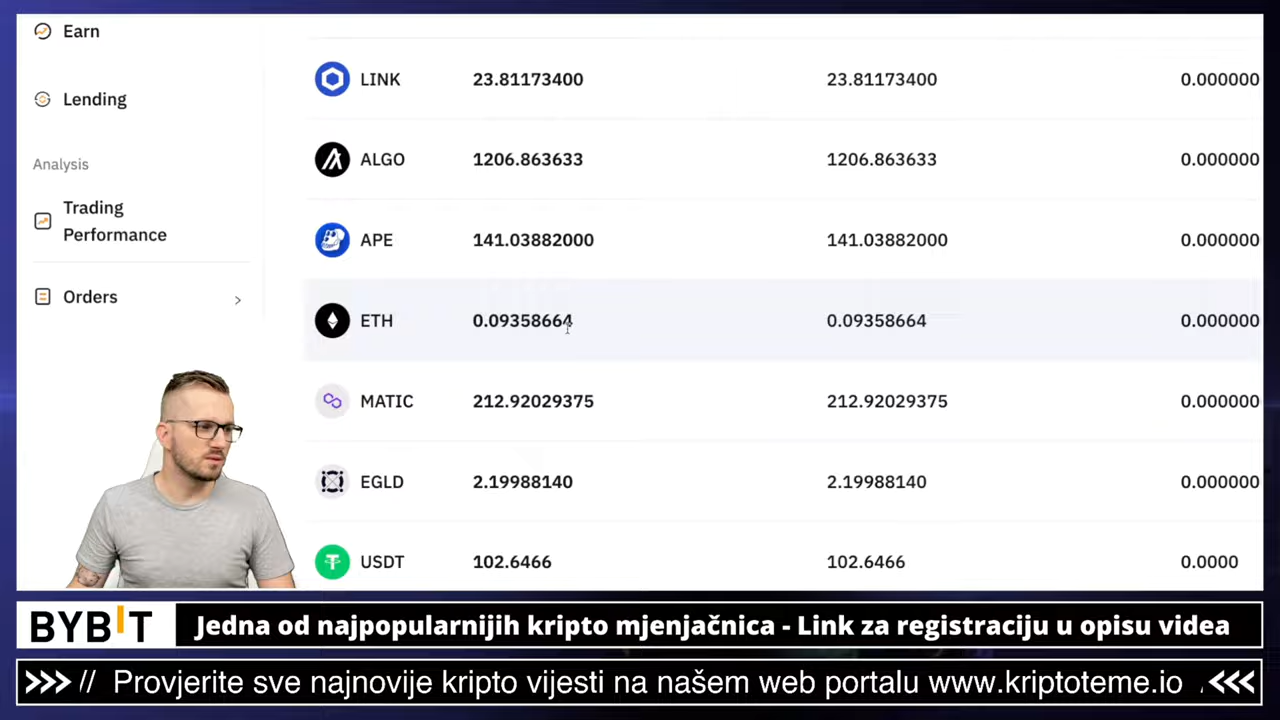 Earn
Lending
Analysis
Trading
Performance
Orders
LINK 23.81173400 23.81173400 0.000000
ALGO 1206.863633 1206.863633 0.000000
APE 141.03882000 141.03882000 0.000000
ETH 0.09358664 0.09358664 0.000000
MATIC 212.92029375 212.92029375 0.000000
EGLD 2.19988140 2.19988140 0.000000
USDT 102.6466 102.6466 0.0000
BYBIT Jedna od najpopularnijih kripto mjenjačnica - Link za registraciju u opisu videa
>>> // Provjerite sve najnovije kripto vijesti na našem web portalu www.kriptoteme.io <<<